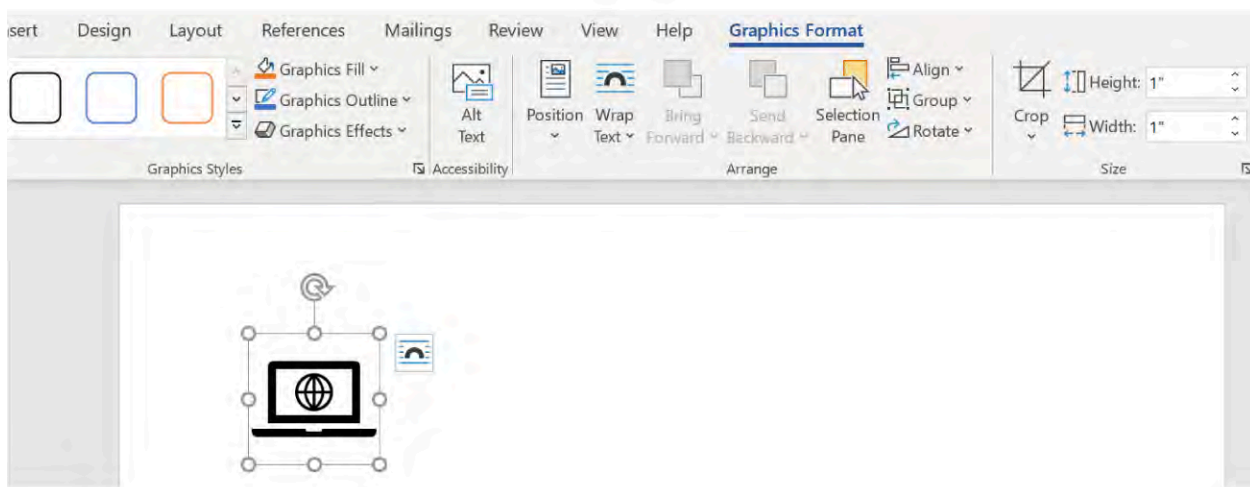 nsert Design Layout References Mailings Review View Help Graphics Format
Graphics Fill
Graphics Outline
Graphics Effects
Graphics Styles
Alt
Text
Accessibility
Position
Wrap
Text
Bring
Forward
Send
Backward
Selection
Pane
Align
Group
Rotate
Arrange
Crop
Height: 1"
Width: 1"
Size